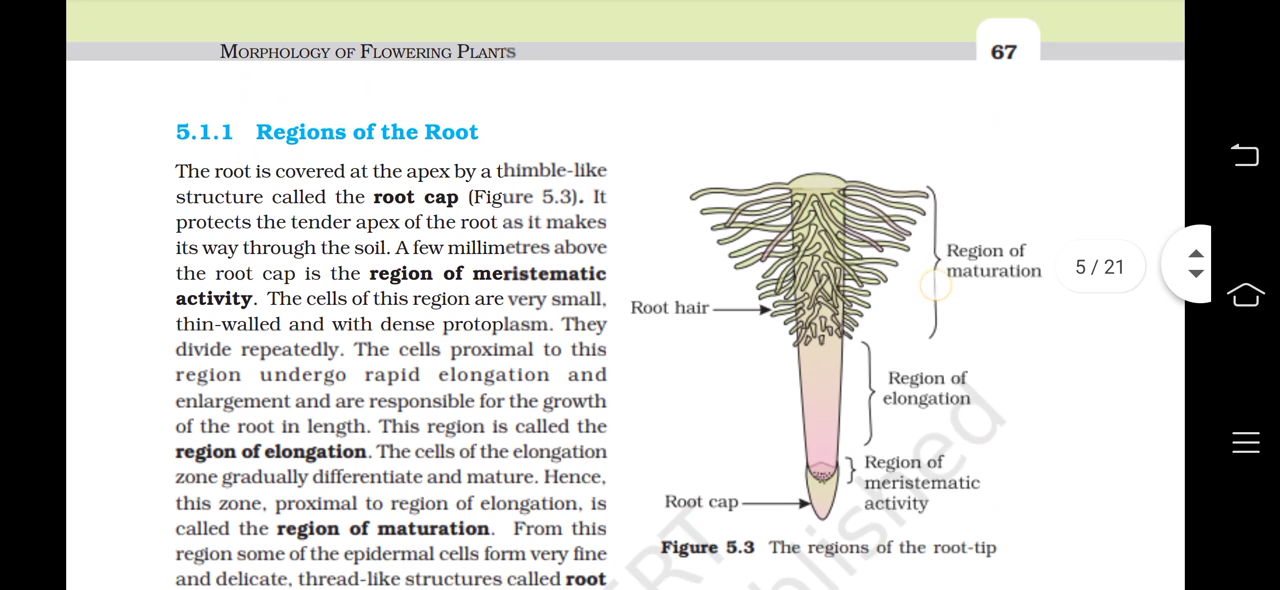 MORPHOLOGY OF FLOWERING PLANTS
67
5.1.1 Regions of the Root
The root is covered at the apex by a thimble-like
structure called the root cap (Figure 5.3). It
protects the tender apex of the root as it makes
its way through the soil. A few millimetres above
the root cap is the region of meristematic
activity. The cells of this region are very small,
thin-walled and with dense protoplasm. They
divide repeatedly. The cells proximal to this
region undergo rapid elongation and
enlargement and are responsible for the growth
of the root in length. This region is called the
region of elongation. The cells of the elongation
zone gradually differentiate and mature. Hence,
this zone, proximal to region of elongation, is
called the region of maturation. From this
region some of the epidermal cells form very fine
and delicate, thread-like structures called root
Region of
maturation
Root hair
Region of
elongation
Region of
meristematic
activity
Root cap
Figure 5.3 The regions of the root-tip
5 / 21